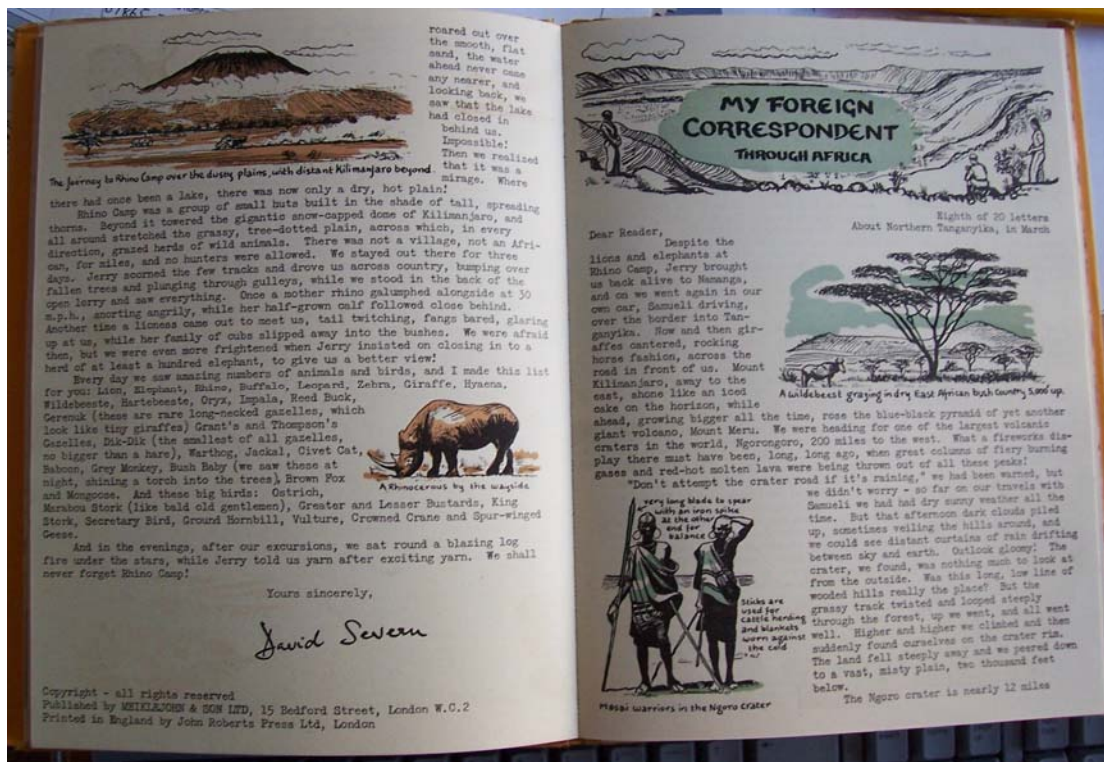 roared out over
the smooth, flat
sand, the water
ahead never came
any nearer, and
looking back, we
saw that the lake
had closed in
behind us.
Impossible!
Then we realized
that it was a
mirage. Where
The Journey to Rhino Camp over the dusty plains, with distant Kilimanjaro beyond.
there had once been a lake, there was now only a dry, hot plain!
Rhino Camp was a group of small huts built in the shade of tall, spreading
thorns. Beyond it towered the gigantic snow-capped dome of Kilimanjaro, and
all around stretched the grassy, tree-dotted plain, across which, in every
direction, grazed herds of wild animals. There was not a village, not an Afri-
can, for miles, and no hunters were allowed. We stayed out there for three
days. Jerry scorned the few tracks and drove us across country, bumping over
fallen trees and plunging through gulleys, while we stood in the back of the
open lorry and saw everything. Once a mother rhino galumphed alongside at 30
m.p.h., snorting angrily, while her half-grown calf followed close behind.
Another time a lioness came out to meet us, tail twitching, fangs bared, glaring
up at us, while her family of cubs slipped away into the bushes. We were afraid
then, but we were even more frightened when Jerry insisted on closing in to a
herd of at least a hundred elephant, to give us a better view!
Every day we saw amazing numbers of animals and birds, and I made this list
for you: Lion, Elephant, Rhino, Buffalo, Leopard, Zebra, Giraffe, Hyaena,
Wildebeeste, Hartebeeste, Oryx, Impala, Reed Buck,
Gerenuk (these are rare long-necked gazelles, which
look like tiny giraffes) Grant's and Thompson's
Gazelles, Dik-Dik (the smallest of all gazelles,
no bigger than a hare), Warthog, Jackal, Civet Cat,
Baboon, Grey Monkey, Bush Baby (we saw these at
night, shining a torch into the trees), Brown Fox
and Mongoose. And these big birds: Ostrich,
Marabou Stork (like bald old gentlemen), Greater and Lesser Bustards, King
Stork, Secretary Bird, Ground Hornbill, Vulture, Crowned Crane and Spur-winged
Geese.
A Rhinocerous by the wayside
And in the evenings, after our excursions, we sat round a blazing log
fire under the stars, while Jerry told us yarn after exciting yarn. We shall
never forget Rhino Camp!
Yours sincerely,
David Severn
Copyright - all rights reserved
Published by MEIKLEJOHN & SON LTD, 15 Bedford Street, London W.C.2
Printed in England by John Roberts Press Ltd, London
MY FOREIGN
CORRESPONDENT
THROUGH AFRICA
Eighth of 20 letters
About Northern Tanganyika, in March
Dear Reader,
Despite the
lions and elephants at
Rhino Camp, Jerry brought
us back alive to Namanga,
and on we went again in our
own car, Samueli driving,
over the border into Tan-
ganyika. Now and then gir-
affes cantered, rocking
horse fashion, across the
road in front of us. Mount
Kilimanjaro, away to the
east, shone like an iced
cake on the horizon, while
A wildebeest grazing in dry East African bush country 5,000' up.
ahead, growing bigger all the time, rose the blue-black pyramid of yet another
giant volcano, Mount Meru. We were heading for one of the largest volcanic
craters in the world, Ngorongoro, 200 miles to the west. What a fireworks dis-
play there must have been, long, long ago, when great columns of fiery burning
gases and red-hot molten lava were being thrown out of all these peaks!
"Don't attempt the crater road if it's raining," we had been warned, but
we didn't worry - so far on our travels with
Samueli we had had dry sunny weather all the
time. But that afternoon dark clouds piled
up, sometimes veiling the hills around, and
we could see distant curtains of rain drifting
between sky and earth. Outlook gloomy! The
crater, we found, was nothing much to look at
from the outside. Was this long, low line of
wooded hills really the place? But the
grassy track twisted and looped steeply
through the forest, up we went, and all went
well. Higher and higher we climbed and then
suddenly found ourselves on the crater rim.
The land fell steeply away and we peered down
to a vast, misty plain, two thousand feet
below.
The Ngoro crater is nearly 12 miles
very long blade to spear
with an iron spike
at the other
end for
balance
Sticks are
used for
cattle herding
and blankets
worn against
the cold
Masai warriors in the Ngoro Crater